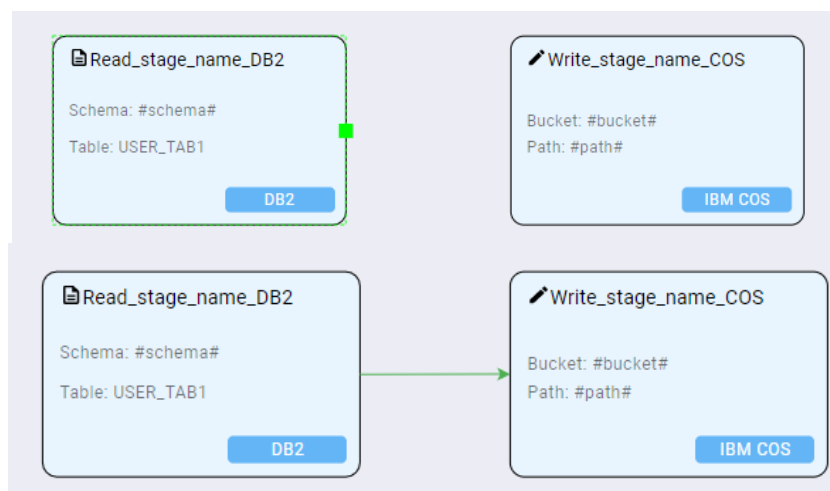 Read_stage_name_DB2
Schema: #schema#
Table: USER_TAB1
DB2
Write_stage_name_COS
Bucket: #bucket#
Path: #path#
IBM COS
Read_stage_name_DB2
Schema: #schema#
Table: USER_TAB1
DB2
Write_stage_name_COS
Bucket: #bucket#
Path: #path#
IBM COS